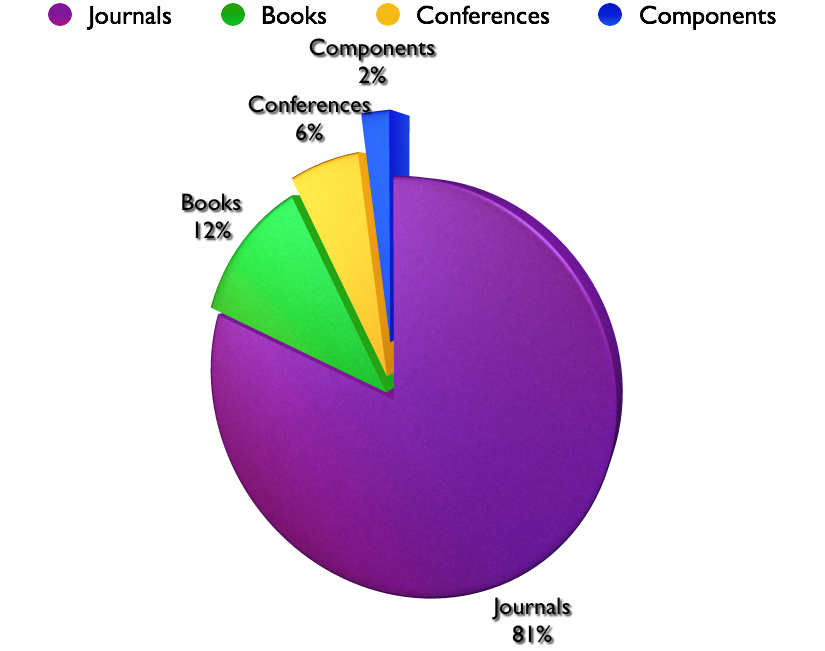 Journals Books Conferences Components
Components
2%
Conferences
6%
Books
12%
Journals
81%